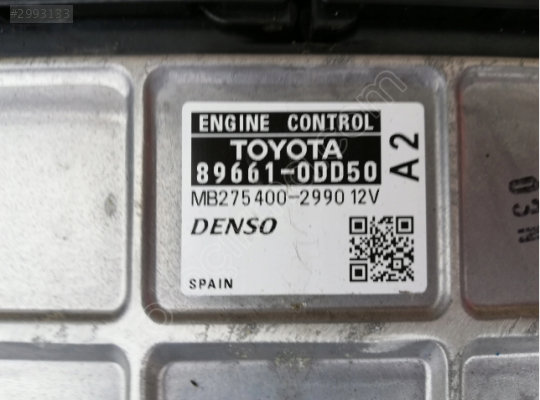 #2993133
ENGINE CONTROL
TOYOTA
89661-0DD50
A2
MB275400-2990 12V
DENSO
SPAIN